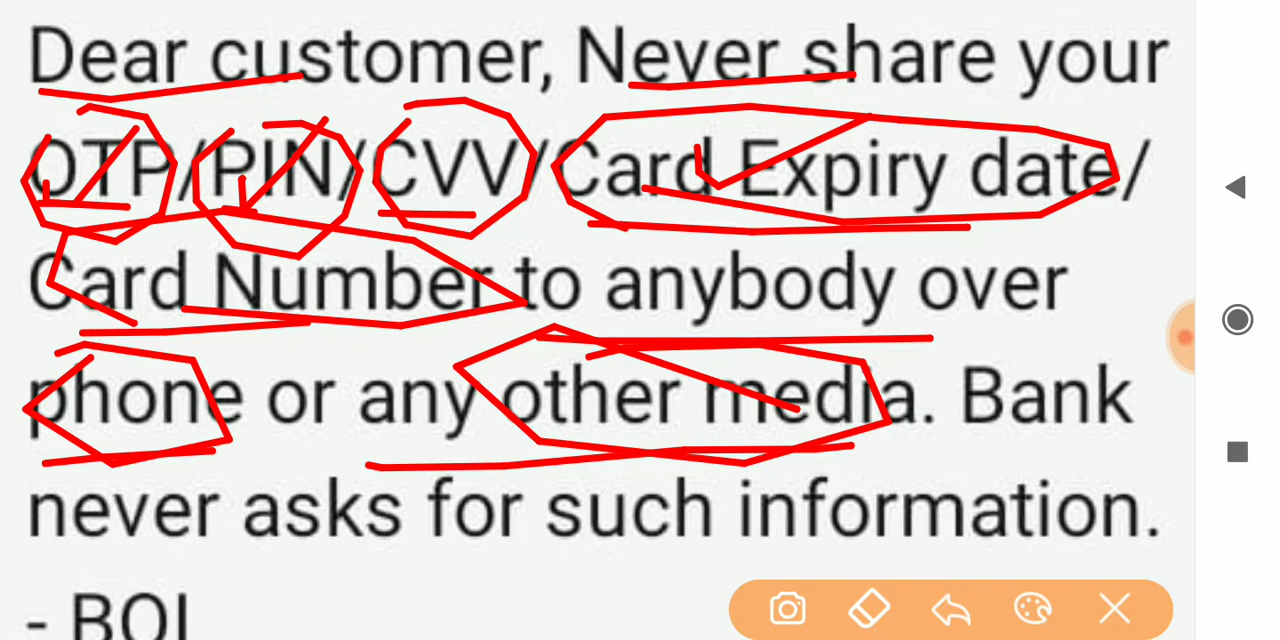 Dear customer, Never share your
OTP/PIN/CVV/Card Expiry date/
Card Number to anybody over
phone or any other media. Bank
never asks for such information.
- BOI